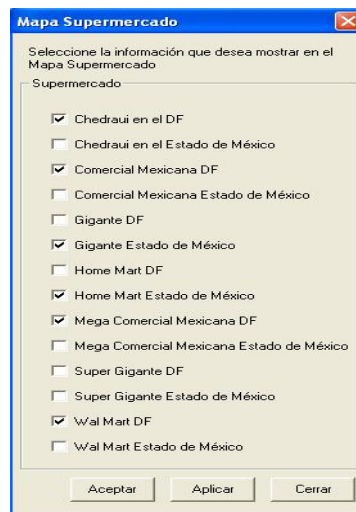 Mapa Supermercado
Seleccione la información que desea mostrar en el
Mapa Supermercado
Supermercado
Chedraui en el DF
Chedraui en el Estado de México
Comercial Mexicana DF
Comercial Mexicana Estado de México
Gigante DF
Gigante Estado de México
Home Mart DF
Home Mart Estado de México
Mega Comercial Mexicana DF
Mega Comercial Mexicana Estado de México
Super Gigante DF
Super Gigante Estado de México
Wal Mart DF
Wal Mart Estado de México
Aceptar Aplicar Cerrar